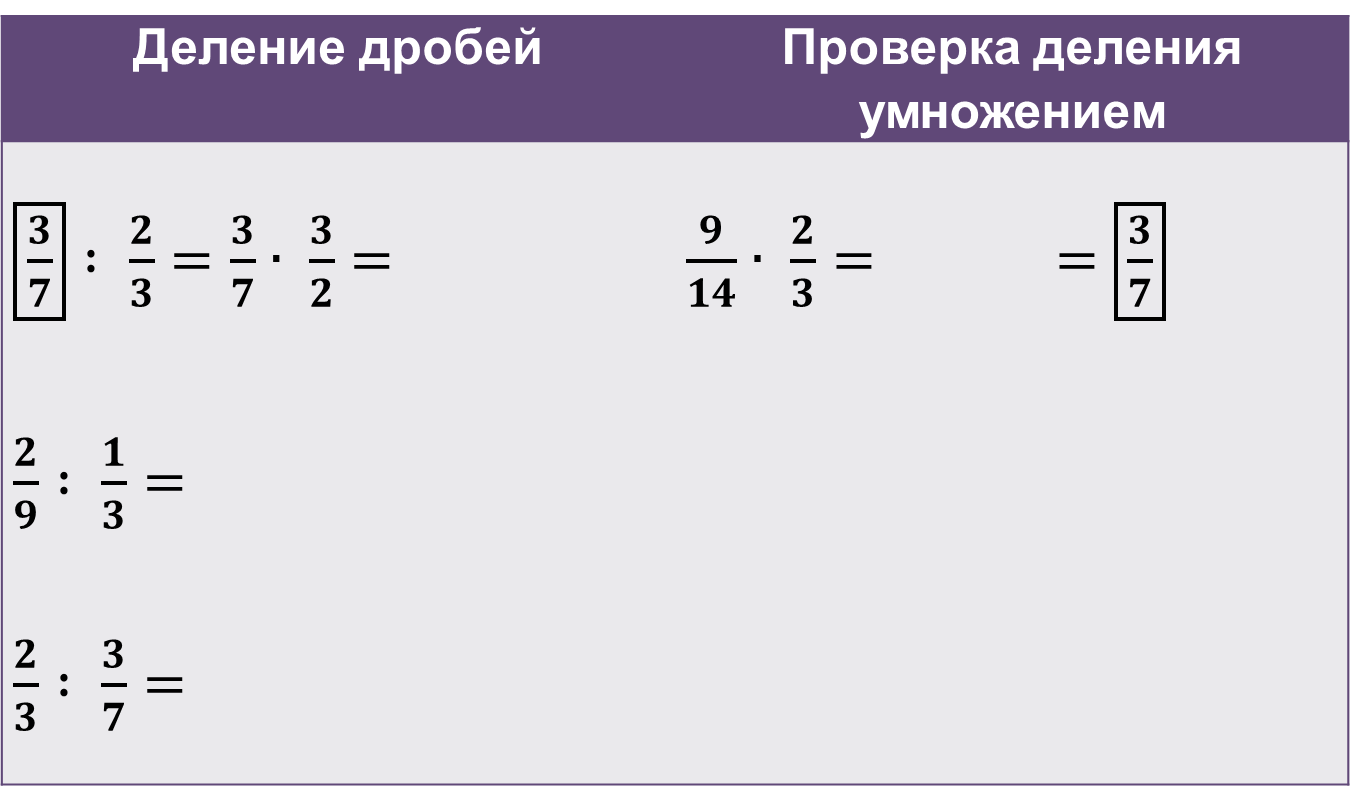 Деление дробей
Проверка деления
умножением
3/7 : 2/3 = 3/7 · 3/2 =
9/14 · 2/3 = = 3/7
2/9 : 1/3 =
2/3 : 3/7 =